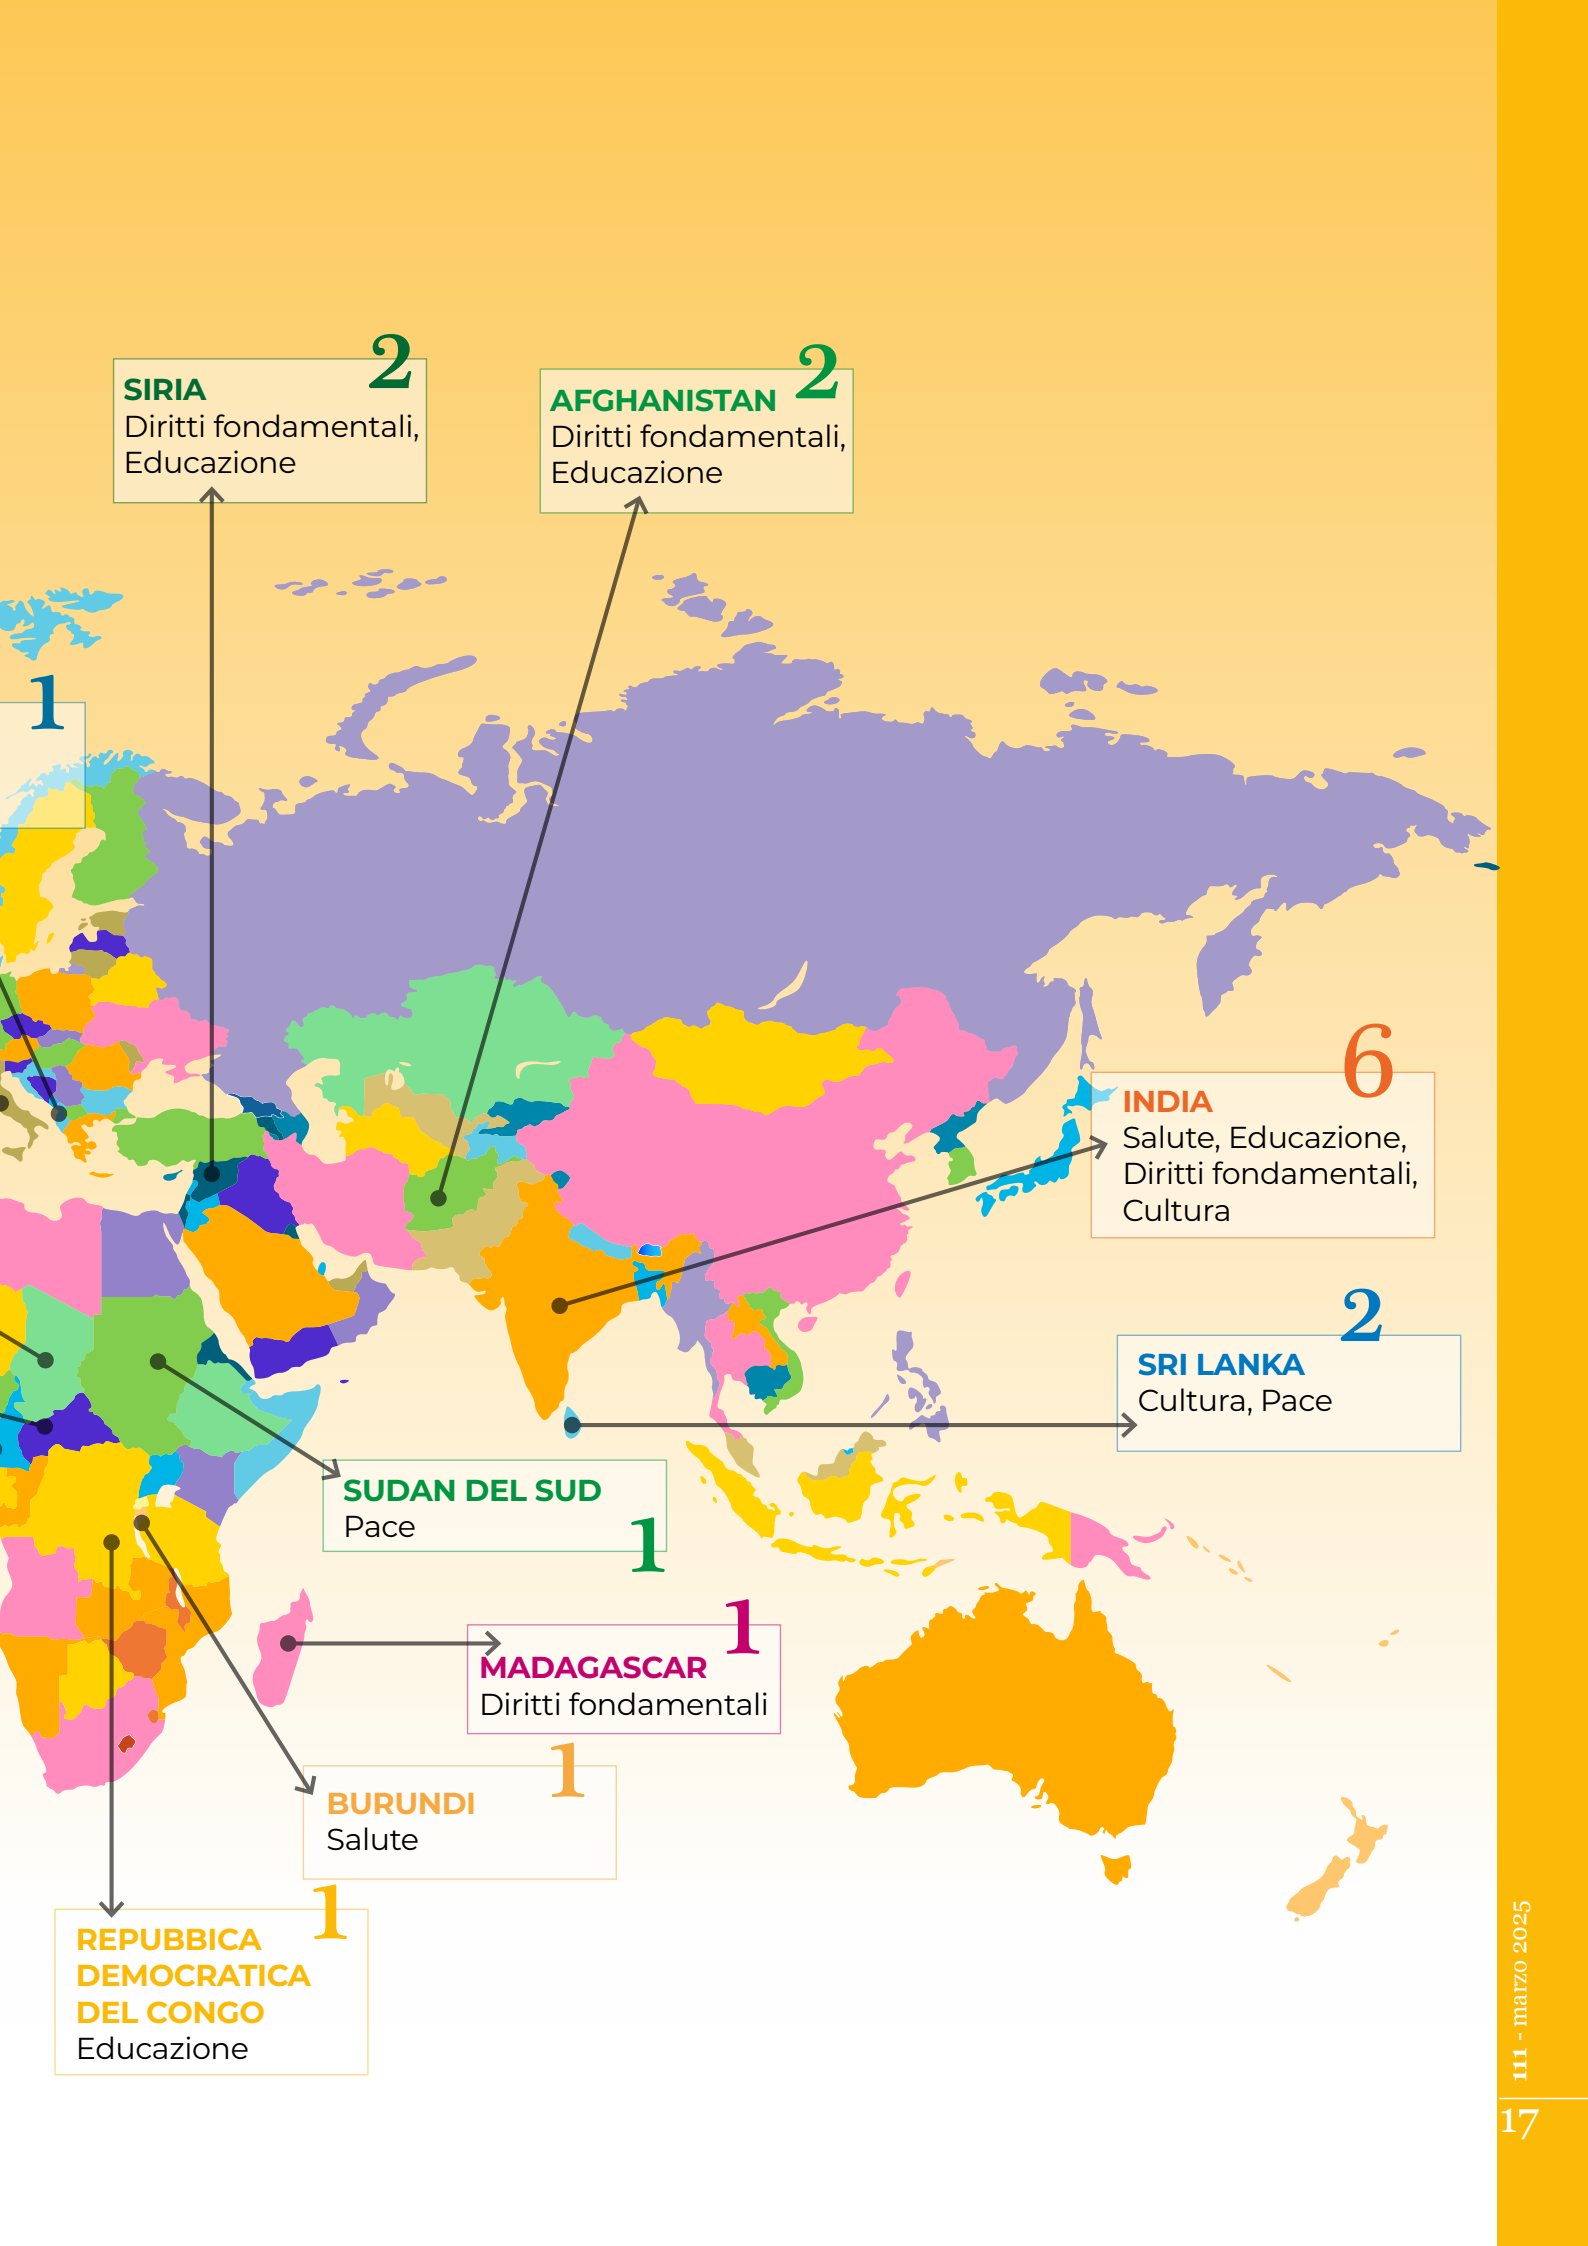 2
SIRIA
Diritti fondamentali,
Educazione
2
AFGHANISTAN
Diritti fondamentali,
Educazione
1
6
INDIA
Salute, Educazione,
Diritti fondamentali,
Cultura
2
SRI LANKA
Cultura, Pace
SUDAN DEL SUD
Pace
1
1
MADAGASCAR
Diritti fondamentali
1
BURUNDI
Salute
1
REPUBBICA
DEMOCRATICA
DEL CONGO
Educazione
111 - marzo 2025
17